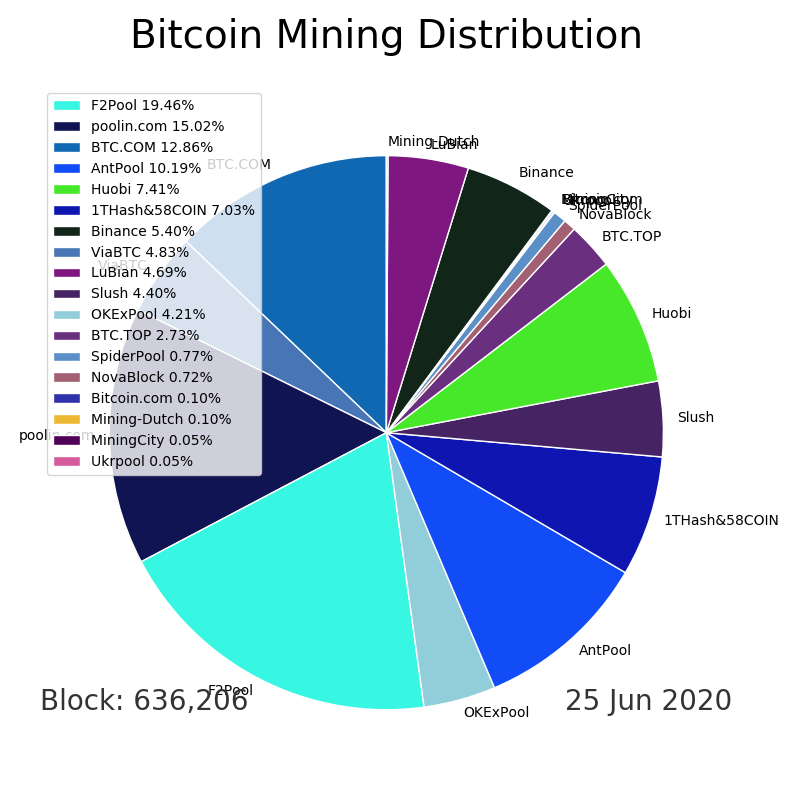 Bitcoin Mining Distribution
F2Pool 19.46%
poolin.com 15.02%
BTC.COM 12.86%
AntPool 10.19%
Huobi 7.41%
1THash&58COIN 7.03%
Binance 5.40%
ViaBTC 4.83%
LuBian 4.69%
Slush 4.40%
OKExPool 4.21%
BTC.TOP 2.73%
SpiderPool 0.77%
NovaBlock 0.72%
Bitcoin.com 0.10%
Mining-Dutch 0.10%
MiningCity 0.05%
Ukrpool 0.05%
Mining-Dutch
LuBian
Binance
SpiderPool
NovaBlock
BTC.TOP
Huobi
Slush
1THash&58COIN
AntPool
OKExPool
F2Pool
poolin.com
ViaBTC
BTC.COM
Block: 636,206
25 Jun 2020